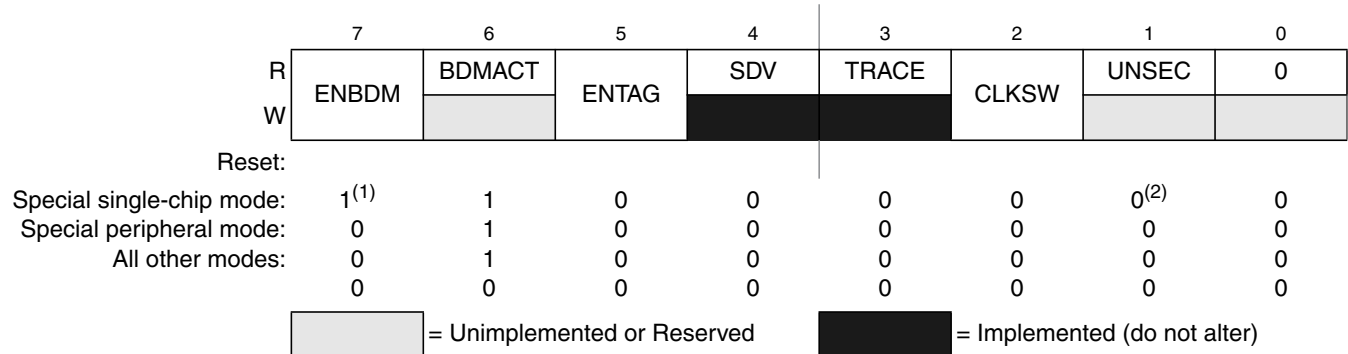 7 6 5 4 3 2 1 0
R ENBDM BDMACT ENTAG SDV TRACE CLKSW UNSEC 0
W
Reset:
Special single-chip mode: 1(1) 1 0 0 0 0 0(2) 0
Special peripheral mode: 0 1 0 0 0 0 0 0
All other modes: 0 1 0 0 0 0 0 0
0 0 0 0 0 0 0 0
= Unimplemented or Reserved = Implemented (do not alter)